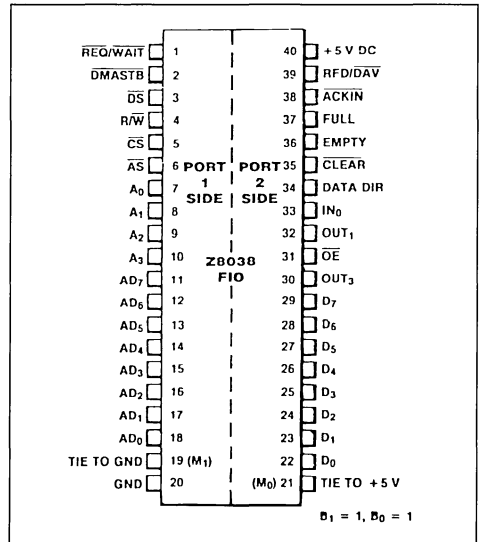 REQ/WAIT 1 40 +5 V DC
DMASTB 2 39 RFD/DAV
DS 3 38 ACKIN
R/W 4 37 FULL
CS 5 36 EMPTY
AS 6 PORT PORT 35 CLEAR
A₀ 7 1 2 34 DATA DIR
A₁ 8 SIDE SIDE 33 IN₀
A₂ 9 32 OUT₁
A₃ 10 Z8038 31 OE
AD₇ 11 FIO 30 OUT₃
AD₆ 12 29 D₇
AD₅ 13 28 D₆
AD₄ 14 27 D₅
AD₃ 15 26 D₄
AD₂ 16 25 D₃
AD₁ 17 24 D₂
AD₀ 18 23 D₁
TIE TO GND 19 (M₁) 22 D₀
GND 20 (M₀) 21 TIE TO +5 V
B₁ = 1, B₀ = 1